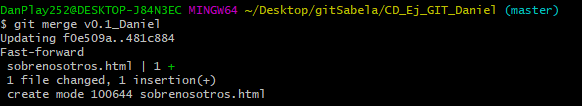 DanPlay252@DESKTOP-J84N3EC MINGW64 ~/Desktop/gitSabela/CD_Ej_GIT_Daniel (master)
$ git merge v0.1_Daniel
Updating f0e509a..481c884
Fast-forward
 sobrenosotros.html | 1 +
 1 file changed, 1 insertion(+)
 create mode 100644 sobrenosotros.html